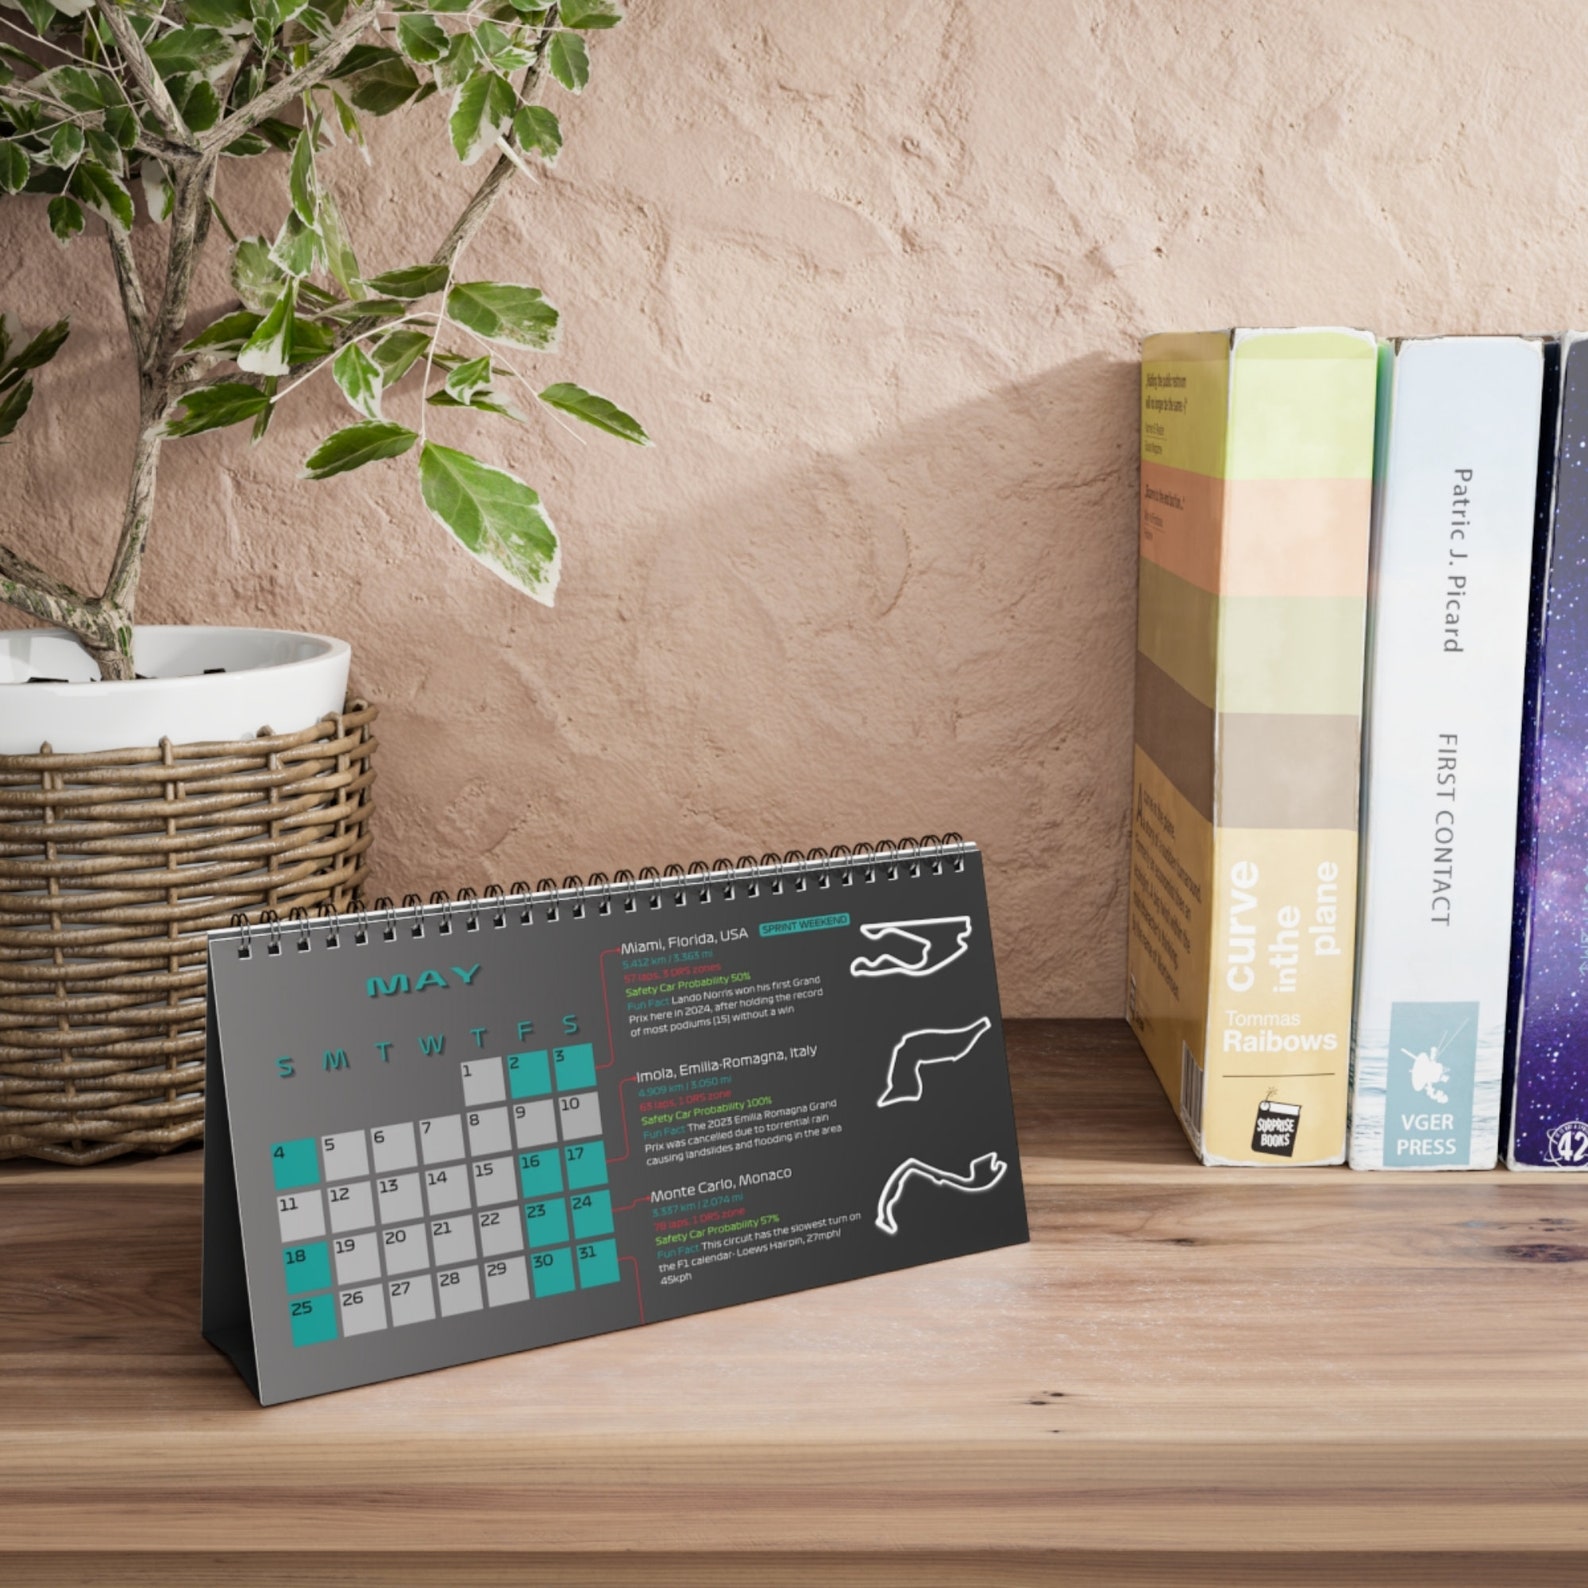 MAY
S M T W T F S
1 2 3
4 5 6 7 8 9 10
11 12 13 14 15 16 17
18 19 20 21 22 23 24
25 26 27 28 29 30 31
Miami, Florida, USA SPRINT WEEKEND
5.412 km / 3.363 mi
57 laps, 3 DRS zones
Safety Car Probability 50%
Fun Fact Lando Norris won his first Grand
Prix here in 2024, after holding the record
of most podiums (15) without a win
Imola, Emilia-Romagna, Italy
4.909 km / 3.050 mi
63 laps, 1 DRS zone
Safety Car Probability 100%
Fun Fact The 2023 Emilia Romagna Grand
Prix was cancelled due to torrential rain
causing landslides and flooding in the area
Monte Carlo, Monaco
3.337 km / 2.074 mi
78 laps, 1 DRS zone
Safety Car Probability 57%
Fun Fact This circuit has the slowest turn on
the F1 calendar- Loews Hairpin, 27mph/
45kph
curve
inthe
plane
Tommas
Raibows
SURPRISE
BOOKS
Patric J. Picard
FIRST CONTACT
VGER
PRESS
42